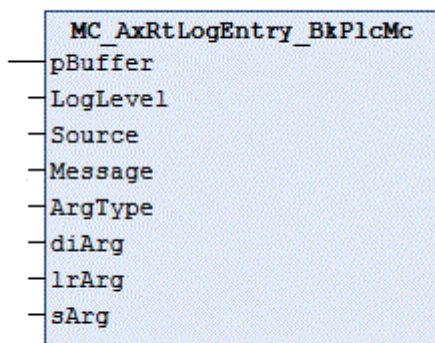 MC_AxRtLogEntry_BkPlcMc
pBuffer
LogLevel
Source
Message
ArgType
diArg
lrArg
sArg